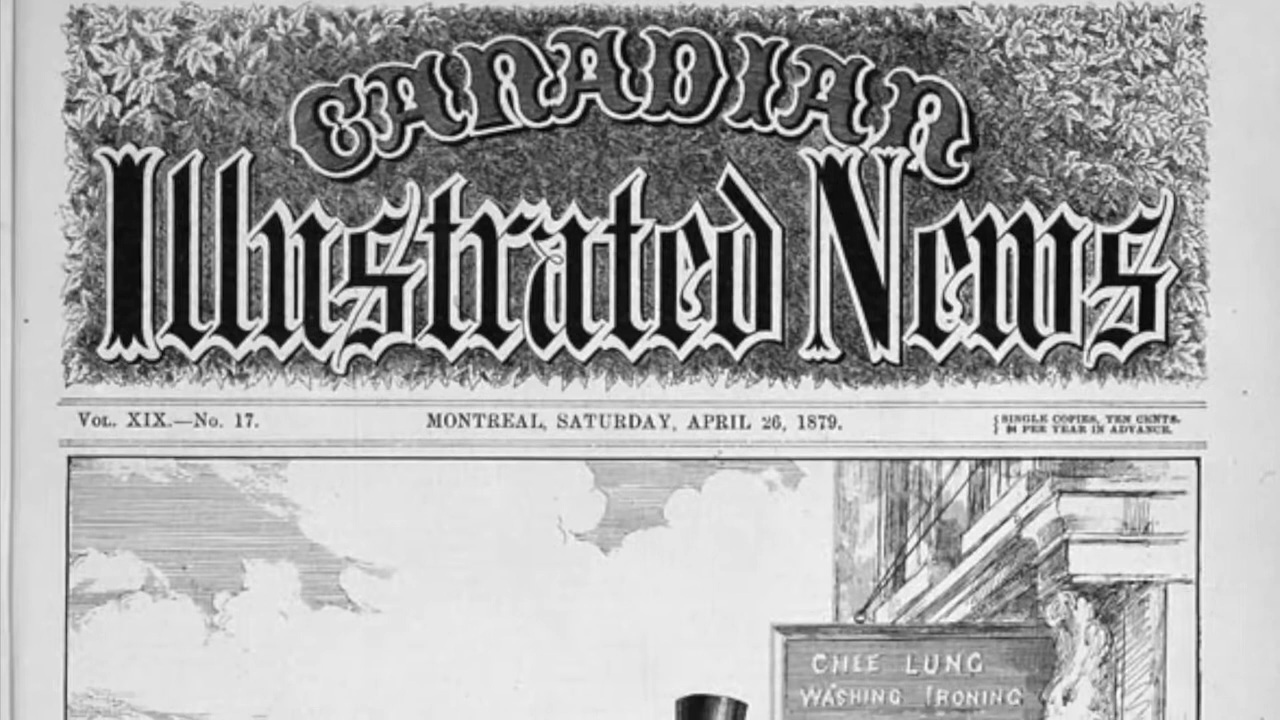 CANADIAN
Illustrated News
VOL. XIX.—No. 17.
MONTREAL, SATURDAY, APRIL 26, 1879.
SINGLE COPIES, TEN CENTS.
$4 PER YEAR IN ADVANCE.
CHEE LUNG
WASHING IRONING